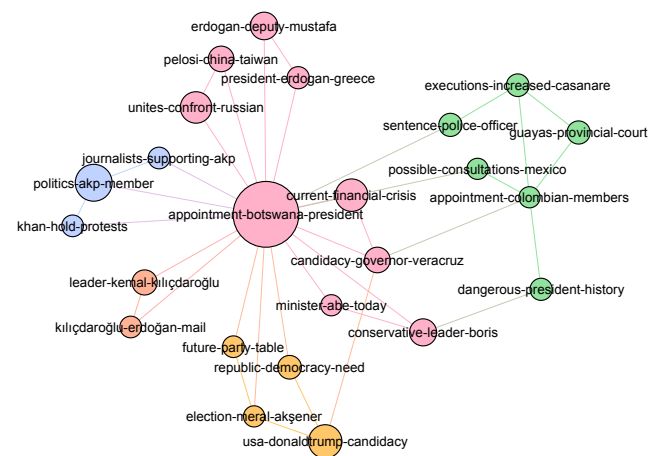 erdogan-deputy-mustafa
pelosi-china-taiwan
president-erdogan-greece
executions-increased-casanare
unites-confront-russian
sentence-police-officer
guayas-provincial-court
journalists-supporting-akp
possible-consultations-mexico
politics-akp-member
current-financial-crisis
appointment-colombian-members
appointment-botswana-president
khan-hold-protests
candidacy-governor-veracruz
leader-kemal-kılıçdaroğlu
dangerous-president-history
minister-abe-today
kılıçdaroğlu-erdoğan-mail
conservative-leader-boris
future-party-table
republic-democracy-need
election-meral-akşener
usa-donaldtrump-candidacy